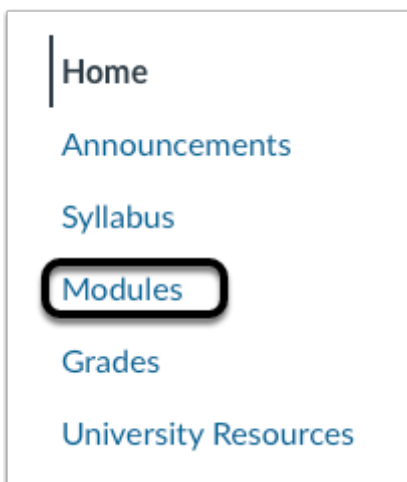 Home
Announcements
Syllabus
Modules
Grades
University Resources